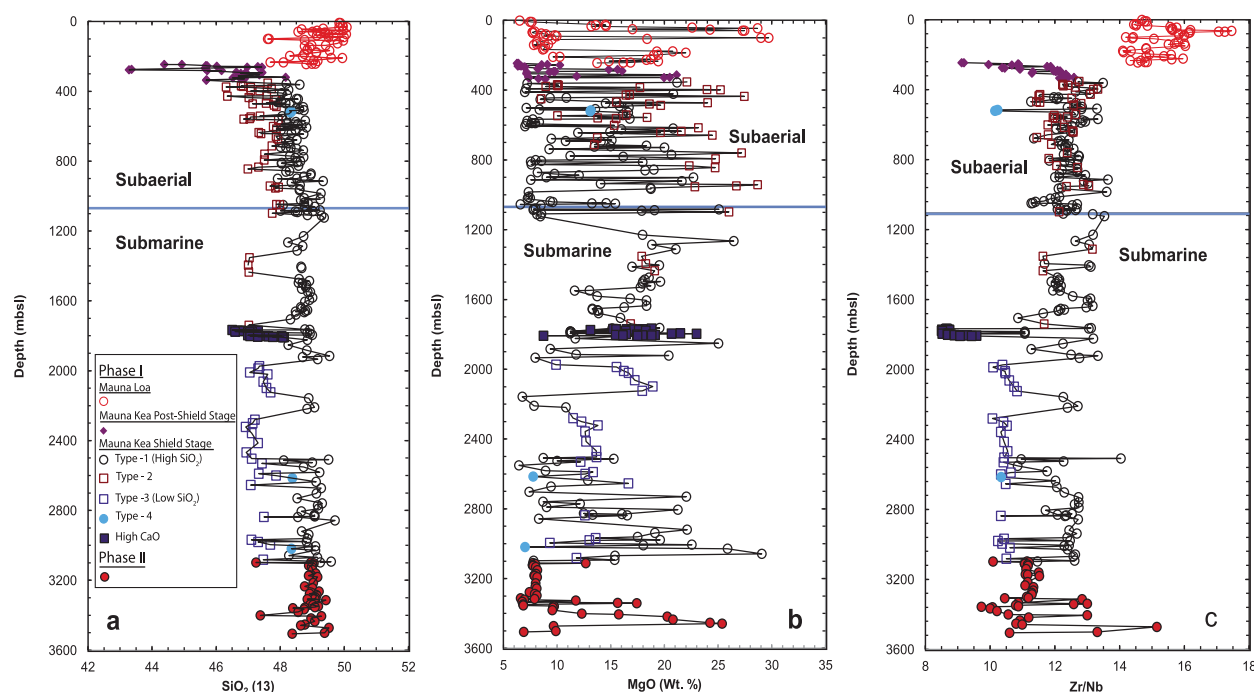 0
400
800
1200
1600
2000
2400
2800
3200
3600
Depth (mbsl)
Subaerial
Submarine
Phase I
Mauna Loa
Mauna Kea Post-Shield Stage
Mauna Kea Shield Stage
Type -1 (High SiO₂)
Type - 2
Type -3 (Low SiO₂)
Type - 4
High CaO
Phase II
a
42 44 46 48 50 52
SiO₂ (13)
0
400
800
1200
1600
2000
2400
2800
3200
3600
Depth (mbsl)
Subaerial
Submarine
b
5 10 15 20 25 30 35
MgO (Wt. %)
0
400
800
1200
1600
2000
2400
2800
3200
3600
Depth (mbsl)
Subaerial
Submarine
c
8 10 12 14 16 18
Zr/Nb